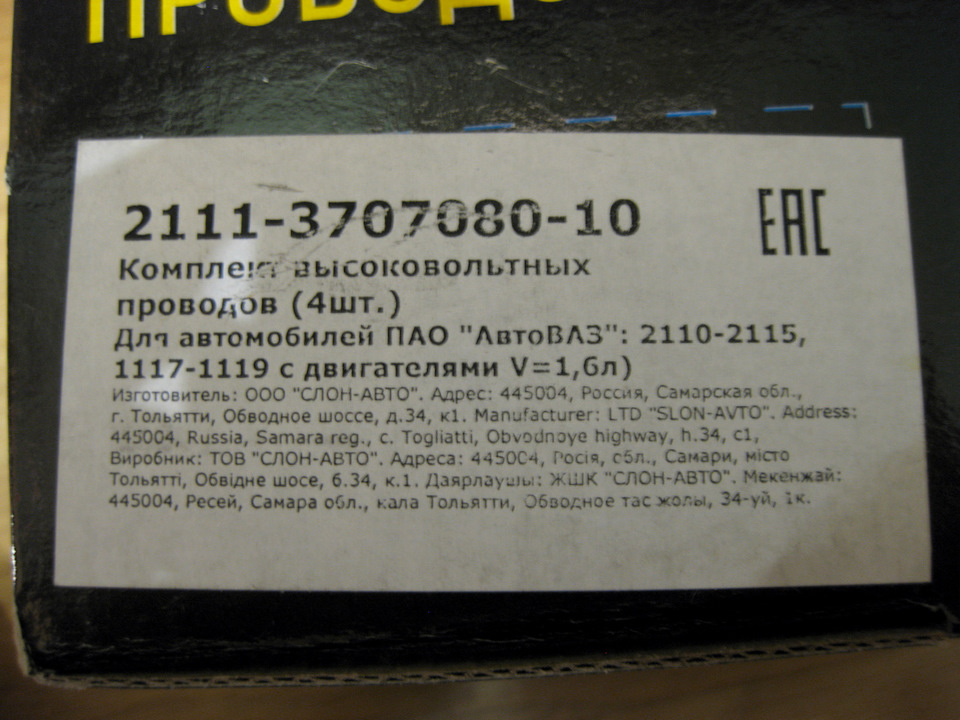 ПРОВОДО
2111-3707080-10
EAC
Комплект высоковольтных
проводов (4шт.)
Для автомобилей ПАО "АвтоВАЗ": 2110-2115,
1117-1119 с двигателями V=1,6л)
Изготовитель: ООО "СЛОН-АВТО". Адрес: 445004, Россия, Самарская обл.,
г. Тольятти, Обводное шоссе, д.34, к1. Manufacturer: LTD "SLON-AVTO". Address:
445004, Russia, Samara reg., c. Togliatti, Obvodnoye highway, h.34, c1,
Виробник: ТОВ "СЛОН-АВТО". Адреса: 445004, Росія, обл., Самари, місто
Тольятті, Обвідне шосе, б.34, к.1. Даярлаушы: ЖШК "СЛОН-АВТО". Мекенжай:
445004, Ресей, Самара обл., кала Тольятти, Обводное тас жолы, 34-уй, 1к.